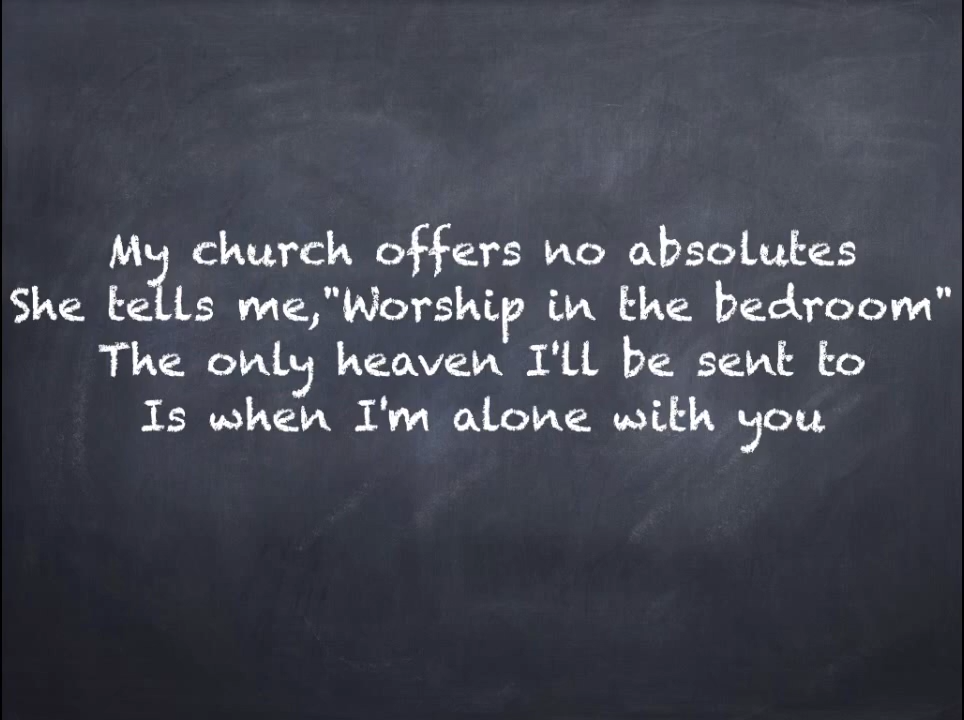 My church offers no absolutes
She tells me,"Worship in the bedroom"
The only heaven I'll be sent to
Is when I'm alone with you